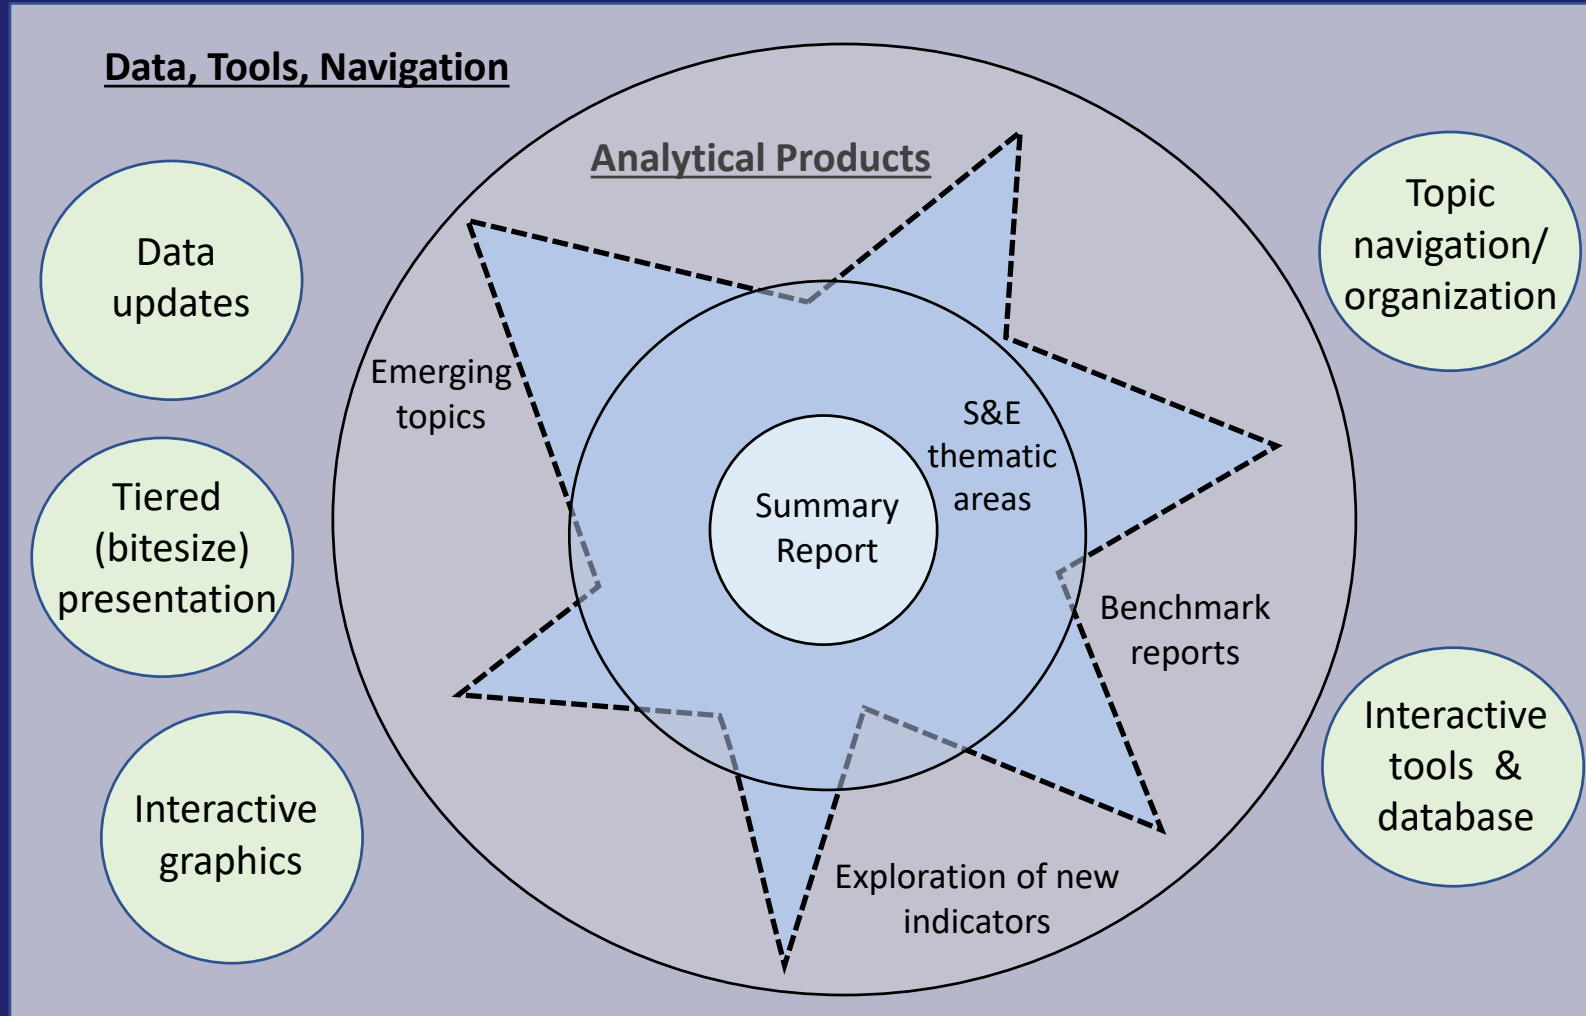 Data, Tools, Navigation
Analytical Products
Data
updates
Tiered
(bitesize)
presentation
Interactive
graphics
Emerging
topics
Summary
Report
S&E
thematic
areas
Benchmark
reports
Exploration of new
indicators
Topic
navigation/
organization
Interactive
tools &
database